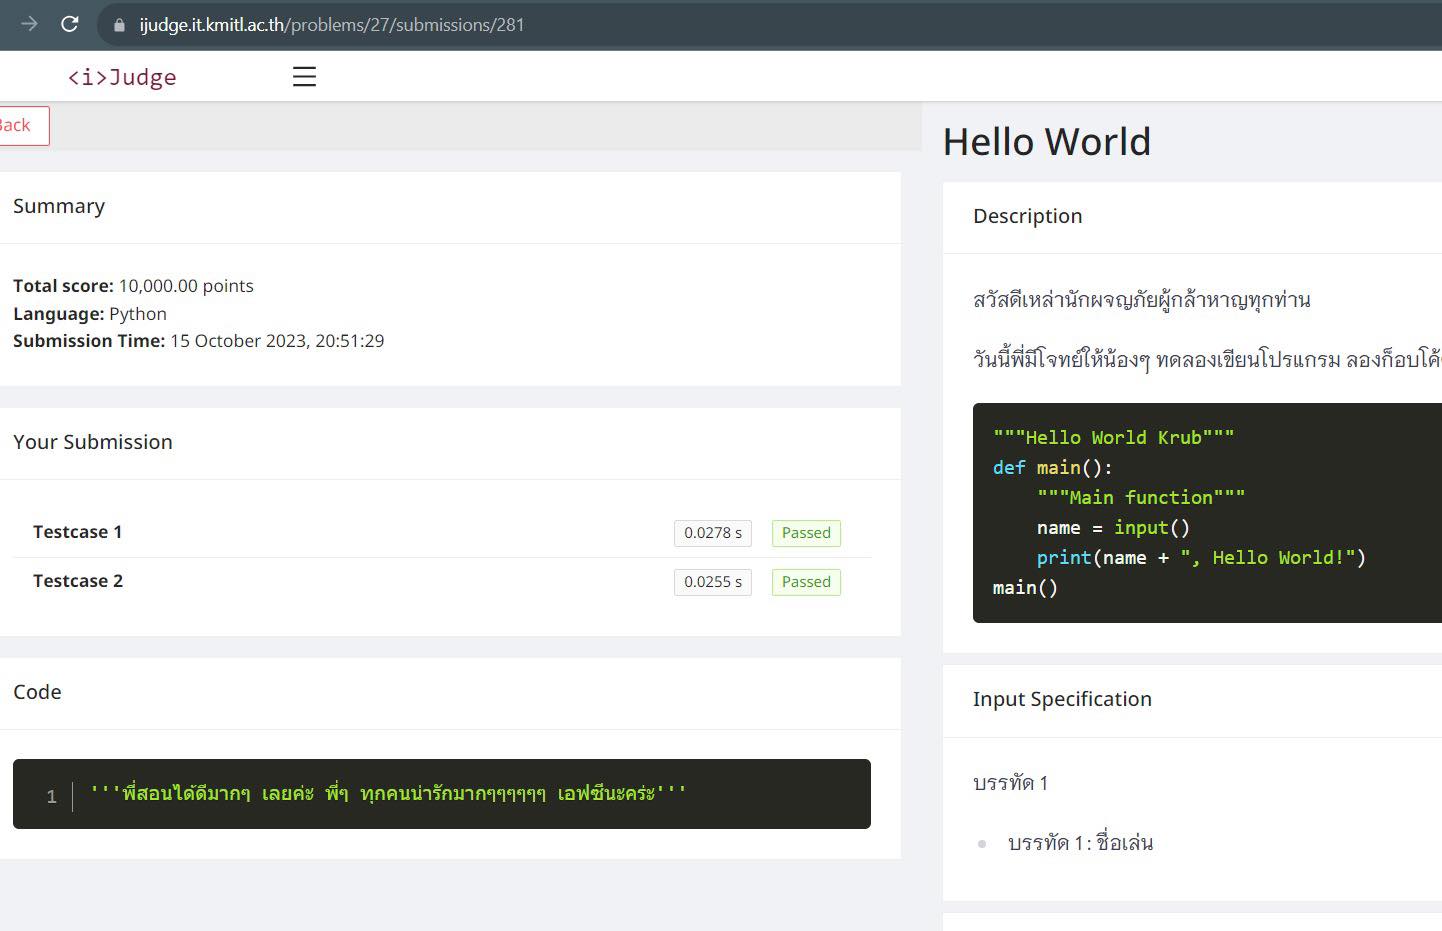 ijudge.it.kmitl.ac.th/problems/27/submissions/281
<i>Judge
Back
Summary
Total score: 10,000.00 points
Language: Python
Submission Time: 15 October 2023, 20:51:29
Your Submission
Testcase 1 0.0278 s Passed
Testcase 2 0.0255 s Passed
Code
1 '''พี่สอนได้ดีมากๆ เลยค่ะ พี่ๆ ทุกคนน่ารักมากๆๆๆๆๆๆ เอฟซีนะคร่ะ'''
Hello World
Description
สวัสดีเหล่านักผจญภัยผู้กล้าหาญทุกท่าน
วันนี้พี่มีโจทย์ให้น้องๆ ทดลองเขียนโปรแกรม ลองก็อบโค้
"""Hello World Krub"""
def main():
    """Main function"""
    name = input()
    print(name + ", Hello World!")
main()
Input Specification
บรรทัด 1
บรรทัด 1 : ชื่อเล่น